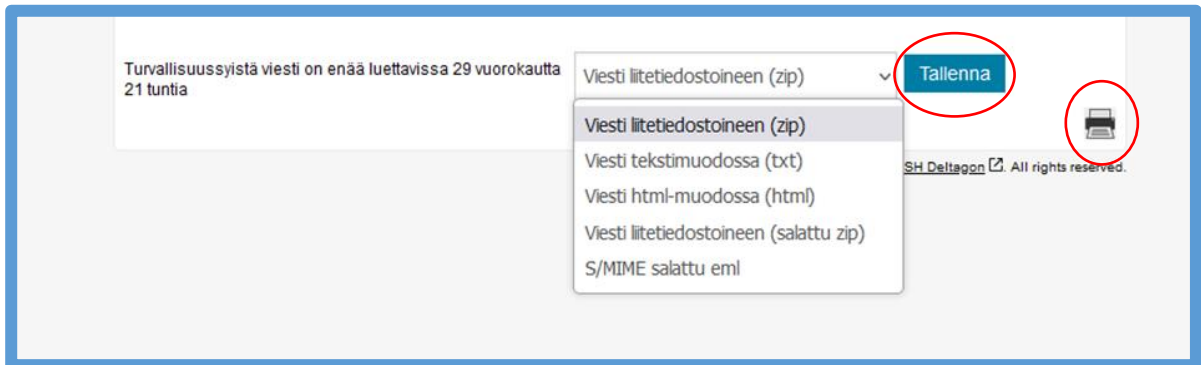 Turvallisuussyistä viesti on enää luettavissa 29 vuorokautta
21 tuntia
Viesti liitetiedostoineen (zip)
Tallenna
Viesti liitetiedostoineen (zip)
Viesti tekstimuodossa (txt)
Viesti html-muodossa (html)
Viesti liitetiedostoineen (salattu zip)
S/MIME salattu eml
SH Deltagon. All rights reserved.